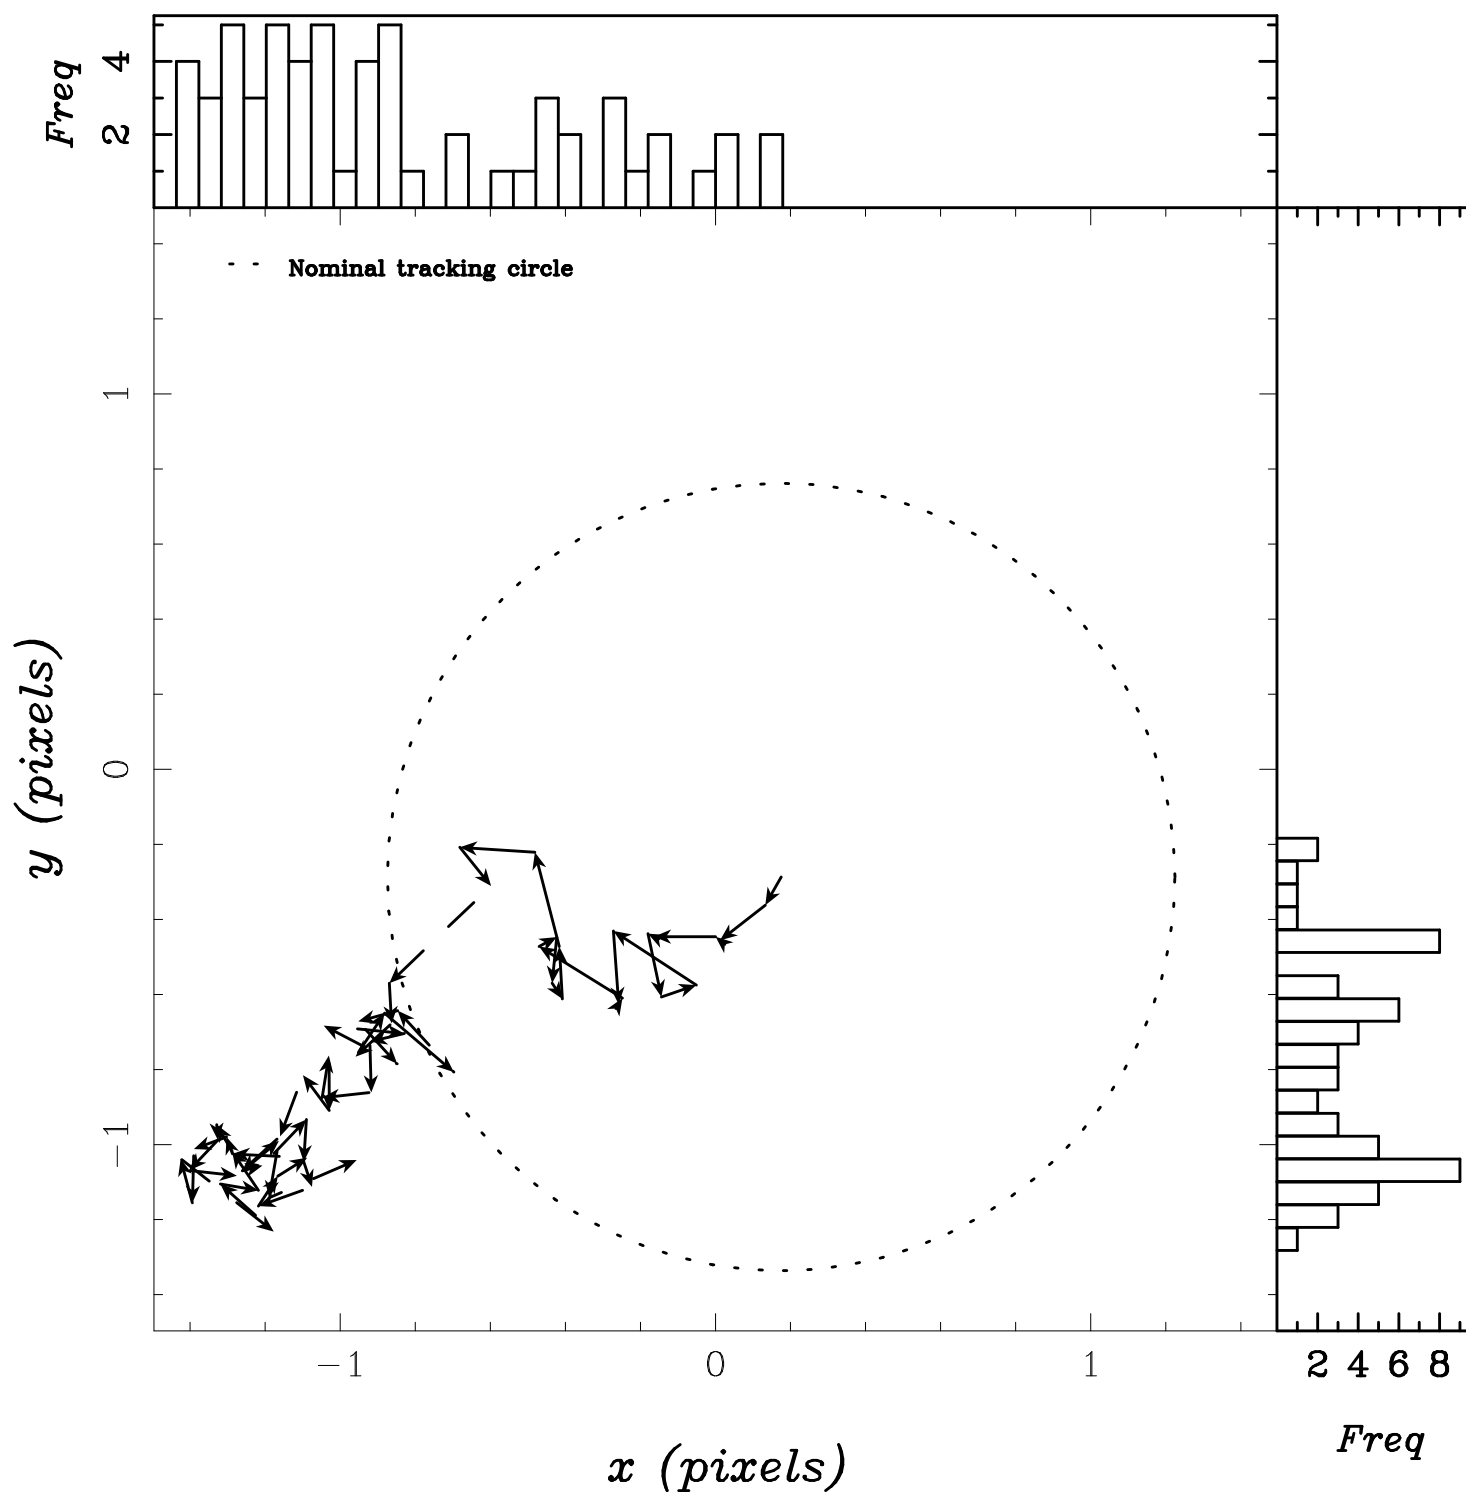 Freq
4
2
Nominal tracking circle
1
0
−1
y (pixels)
−1 0 1
2 4 6 8
x (pixels)
Freq